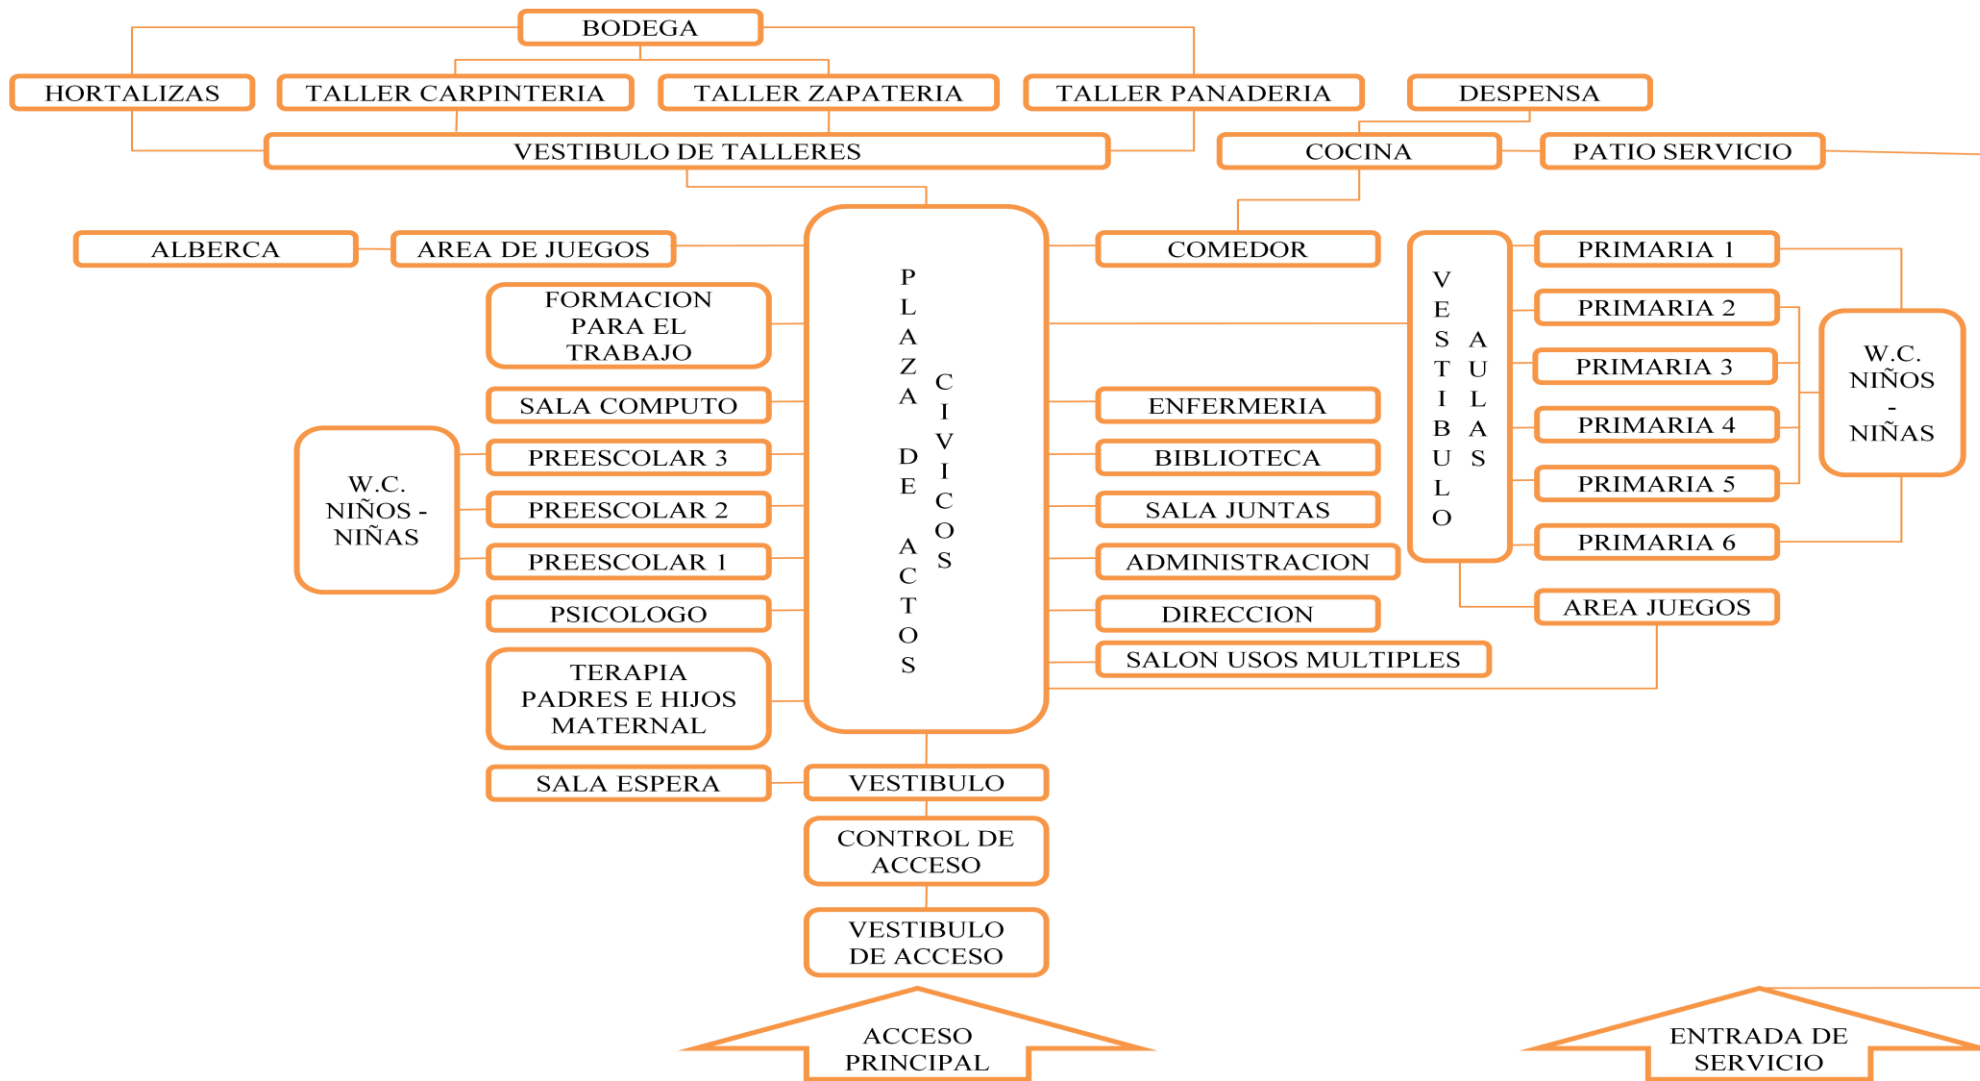 BODEGA
HORTALIZAS
TALLER CARPINTERIA
TALLER ZAPATERIA
TALLER PANADERIA
DESPENSA
VESTIBULO DE TALLERES
COCINA
PATIO SERVICIO
ALBERCA
AREA DE JUEGOS
FORMACION
PARA EL
TRABAJO
SALA COMPUTO
W.C.
NIÑOS -
NIÑAS
PREESCOLAR 3
PREESCOLAR 2
PREESCOLAR 1
PSICOLOGO
TERAPIA
PADRES E HIJOS
MATERNAL
SALA ESPERA
PLAZA DE ACTOS
CIVICOS
COMEDOR
ENFERMERIA
BIBLIOTECA
SALA JUNTAS
ADMINISTRACION
DIRECCION
SALON USOS MULTIPLES
VESTIBULO
AULAS
PRIMARIA 1
PRIMARIA 2
PRIMARIA 3
PRIMARIA 4
PRIMARIA 5
PRIMARIA 6
W.C.
NIÑOS
-
NIÑAS
AREA JUEGOS
VESTIBULO
CONTROL DE
ACCESO
VESTIBULO
DE ACCESO
ACCESO
PRINCIPAL
ENTRADA DE
SERVICIO